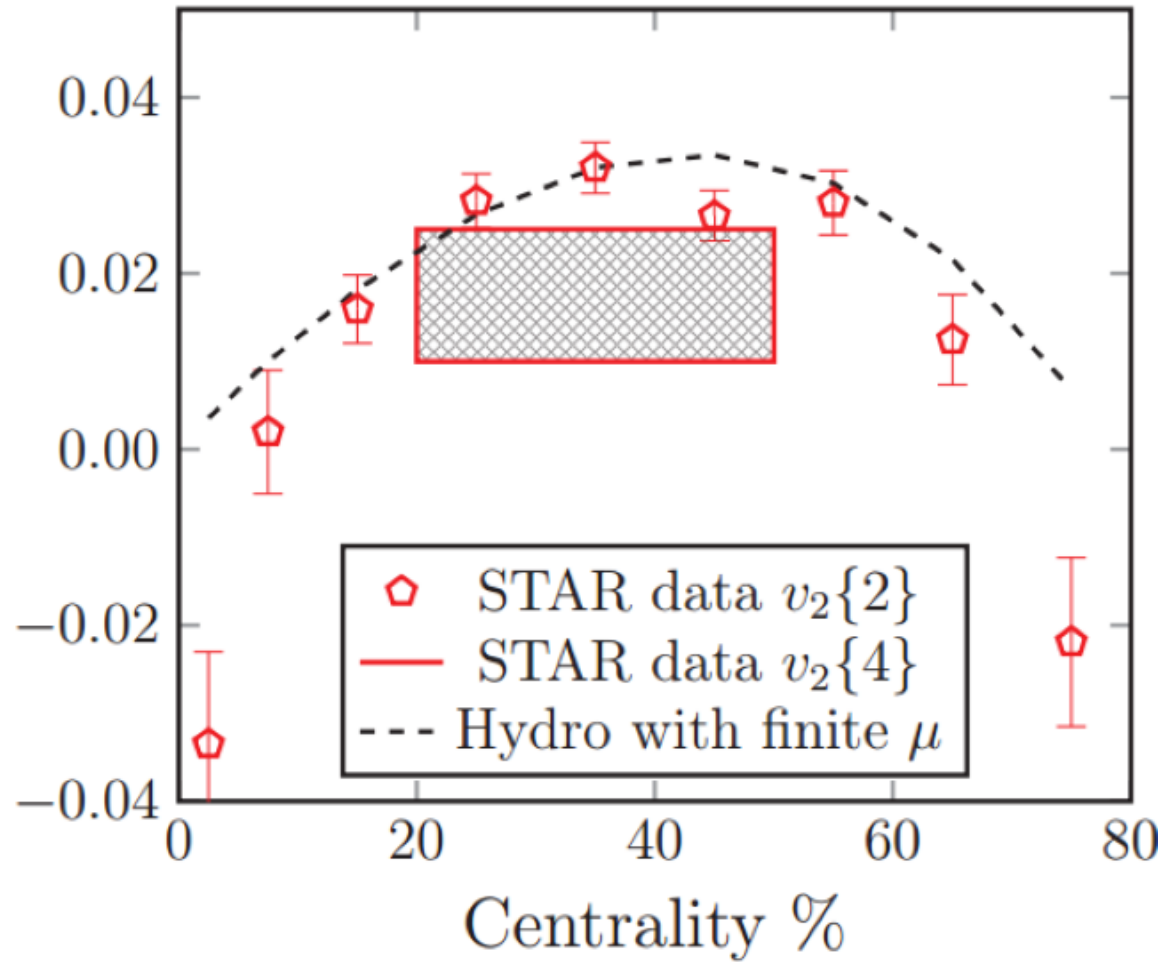 0.04
0.02
0.00
−0.02
−0.04
STAR data v₂{2}
STAR data v₂{4}
Hydro with finite μ
0 20 40 60 80
Centrality %